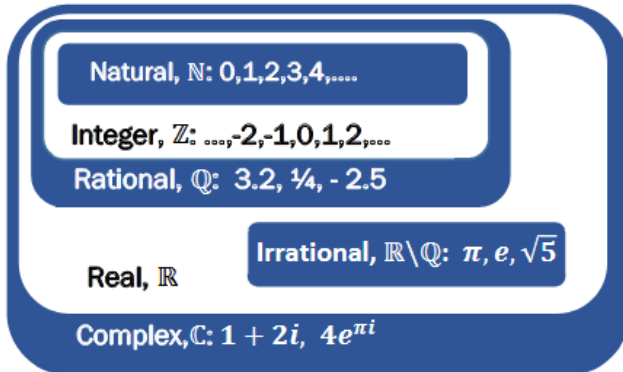 Natural, ℕ: 0,1,2,3,4,....
Integer, ℤ: ...,-2,-1,0,1,2,...
Rational, ℚ: 3.2, ¼, - 2.5
Irrational, ℝ\ℚ: π, e, √5
Real, ℝ
Complex,ℂ: 1 + 2i, 4e^{πi}